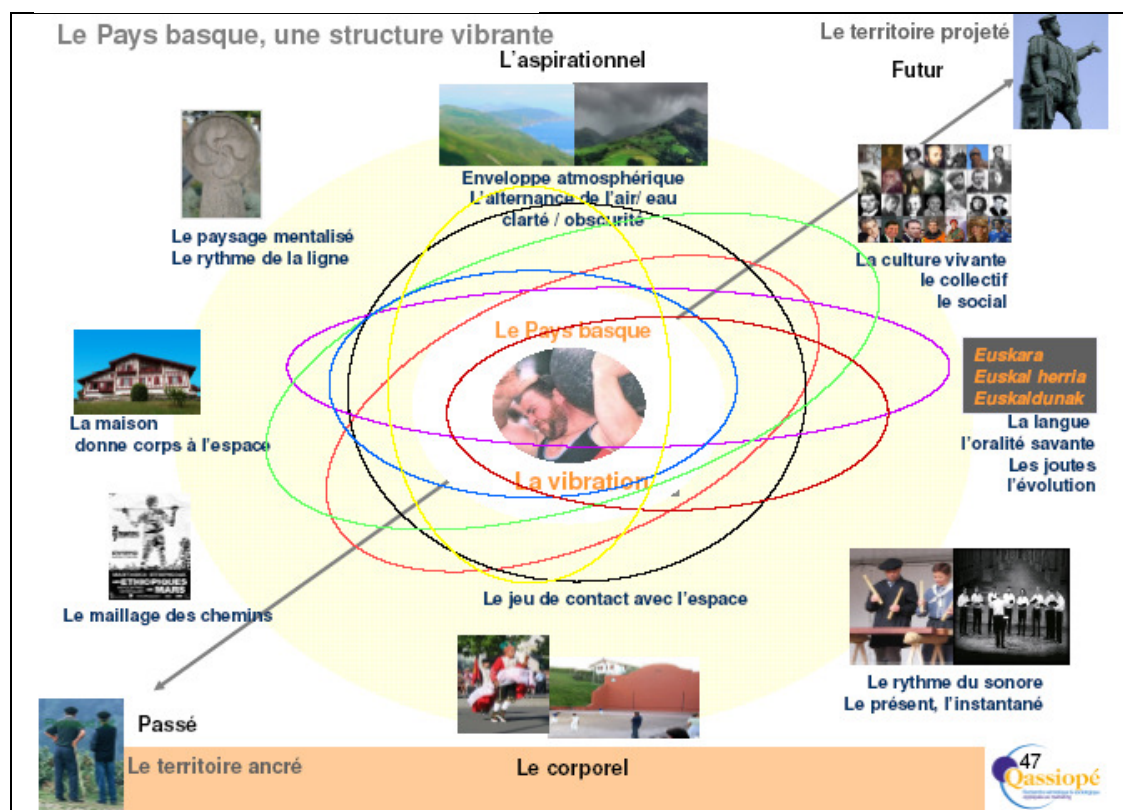 Le Pays basque, une structure vibrante
Le territoire projeté
Futur
L'aspirationnel
Enveloppe atmosphérique
L'alternance de l'air/ eau
clarté / obscurité
Le paysage mentalisé
Le rythme de la ligne
La culture vivante
le collectif
le social
Le Pays basque
La vibration
La maison
donne corps à l'espace
Euskara
Euskal herria
Euskaldunak
La langue
l'oralité savante
Les joutes
l'évolution
ETHIOPIQUES
MARS
Le maillage des chemins
Le jeu de contact avec l'espace
Le rythme du sonore
Le présent, l'instantané
Passé
Le territoire ancré
Le corporel
47
Qassiopé